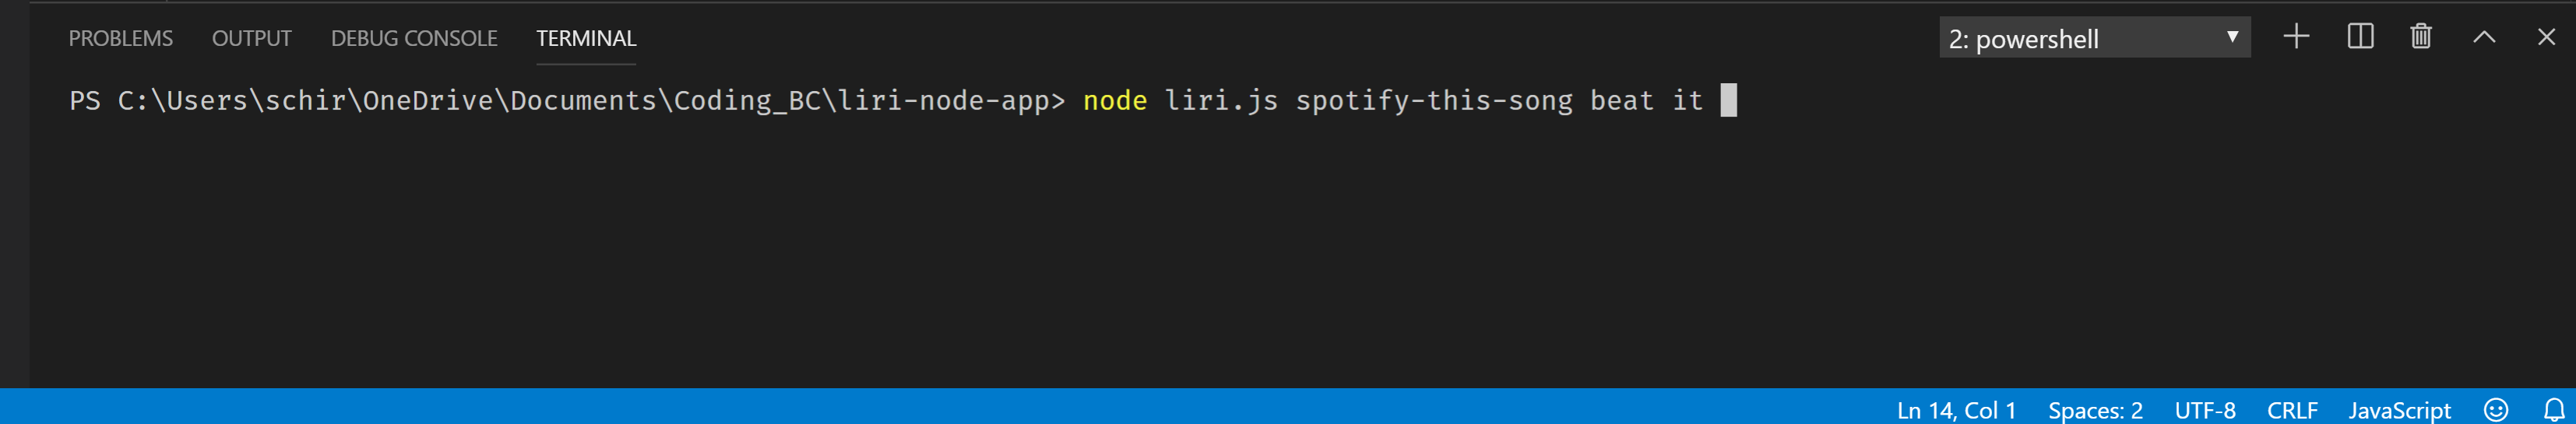 PROBLEMS OUTPUT DEBUG CONSOLE TERMINAL 2: powershell
PS C:\Users\schir\OneDrive\Documents\Coding_BC\liri-node-app> node liri.js spotify-this-song beat it
Ln 14, Col 1 Spaces: 2 UTF-8 CRLF JavaScript